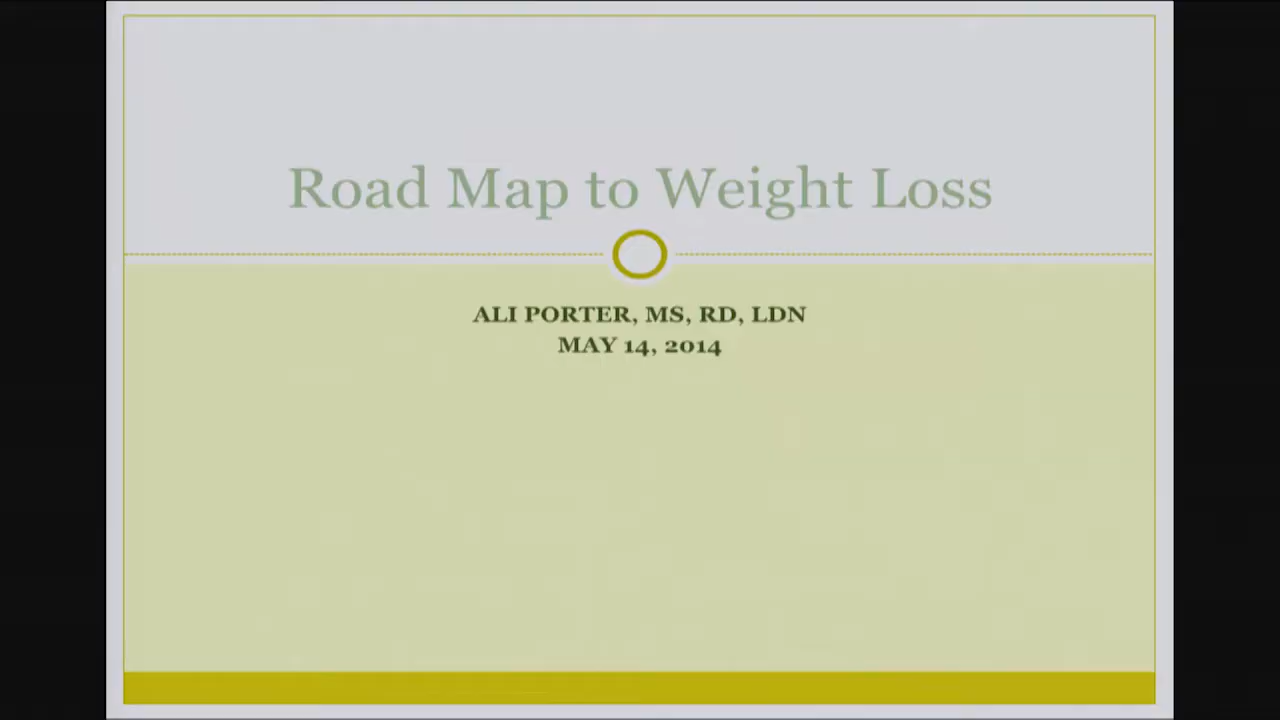 Road Map to Weight Loss
ALI PORTER, MS, RD, LDN
MAY 14, 2014